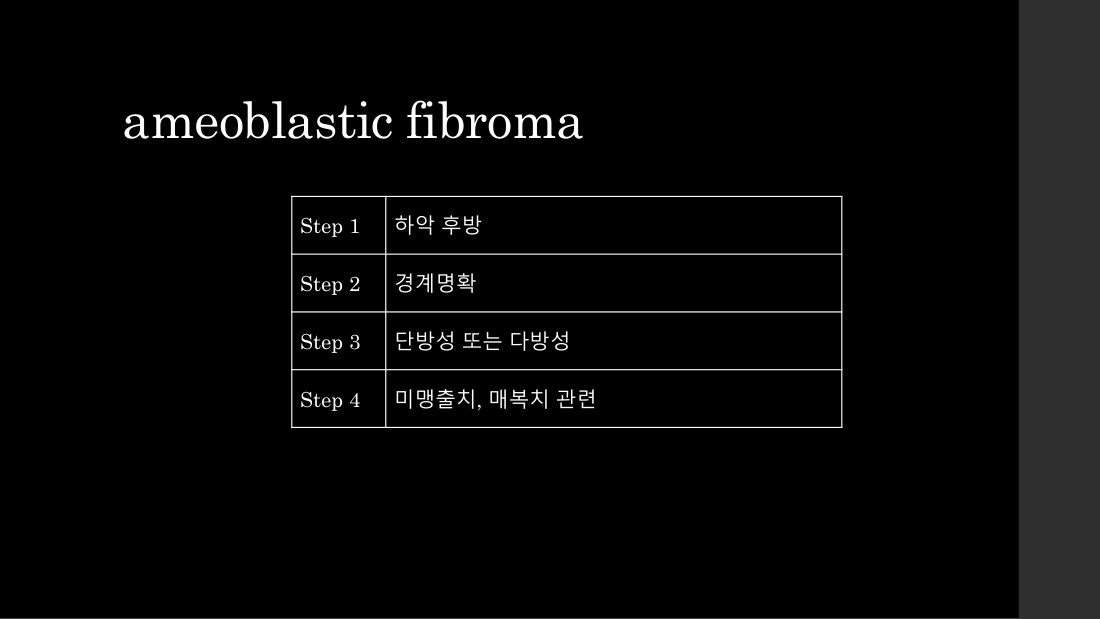 ameoblastic fibroma
Step 1 하악 후방
Step 2 경계명확
Step 3 단방성 또는 다방성
Step 4 미맹출치, 매복치 관련